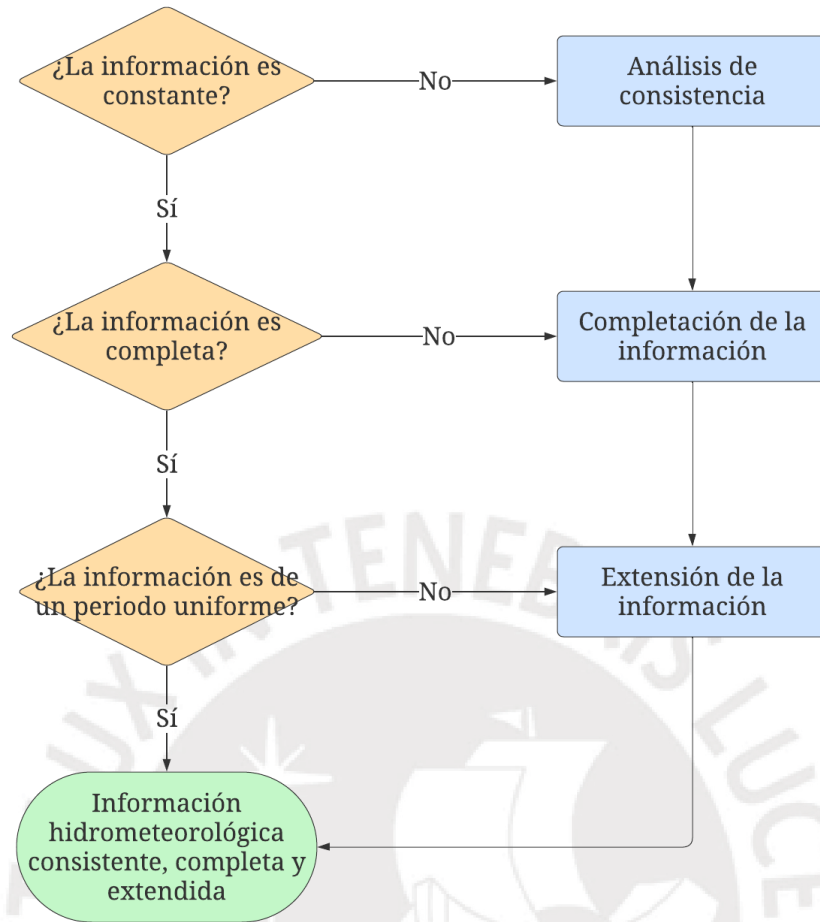 ¿La información es
constante?
No
Análisis de
consistencia
Sí
¿La información es
completa?
No
Completación de la
información
Sí
¿La información es de
un periodo uniforme?
No
Extensión de la
información
Sí
Información
hidrometeorológica
consistente, completa y
extendida